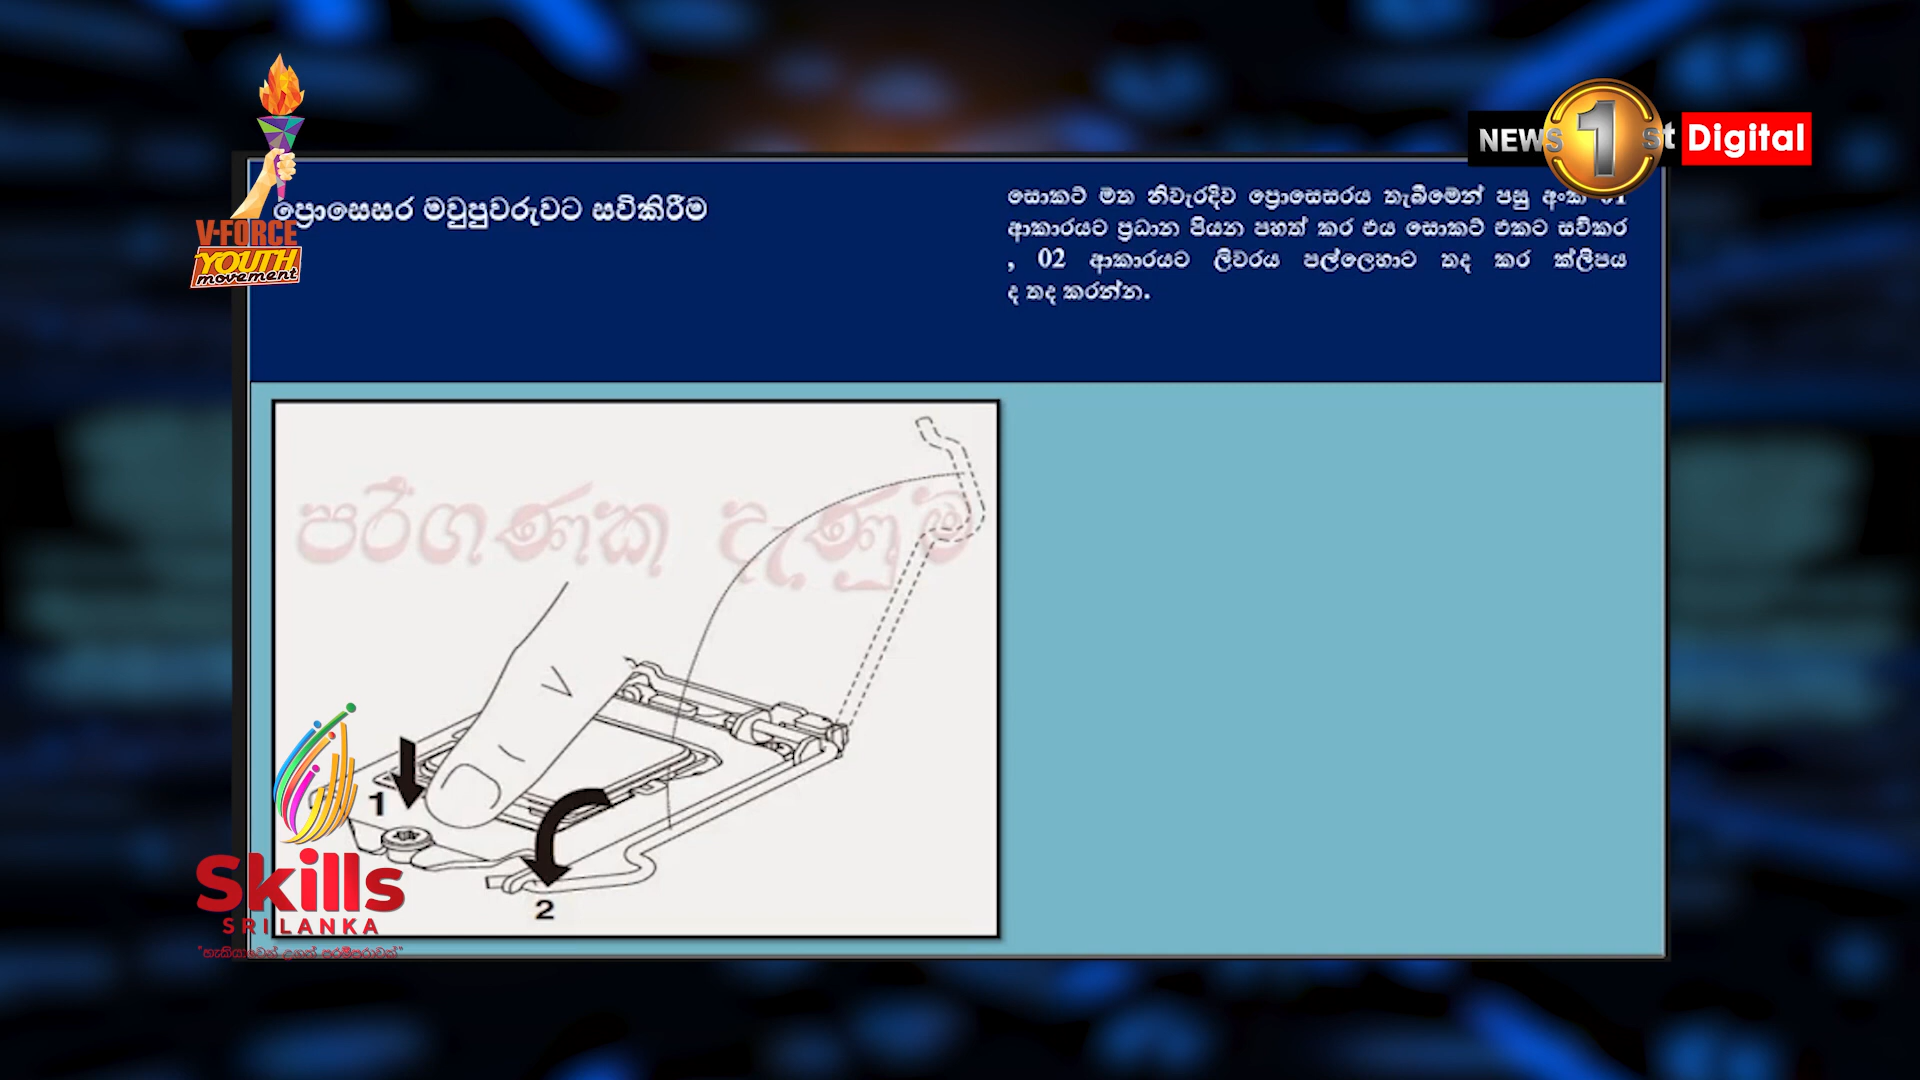 NEWS 1st Digital
ප්‍රොසෙසර මවුපුවරුවට සවිකිරීම
සොකට් මත නිවැරදිව ප්‍රොසෙසරය තැබීමෙන් පසු අංක 01
ආකාරයට ප්‍රධාන පියන පහත් කර එය සොකට් එකට සවිකර
, 02 ආකාරයට ලිවරය පල්ලෙහාට තද කර ක්ලිපය
ද තද කරන්න.
V-FORCE
YOUTH
movement
පරිගණක දැණුම
1
2
Skills
SRILANKA